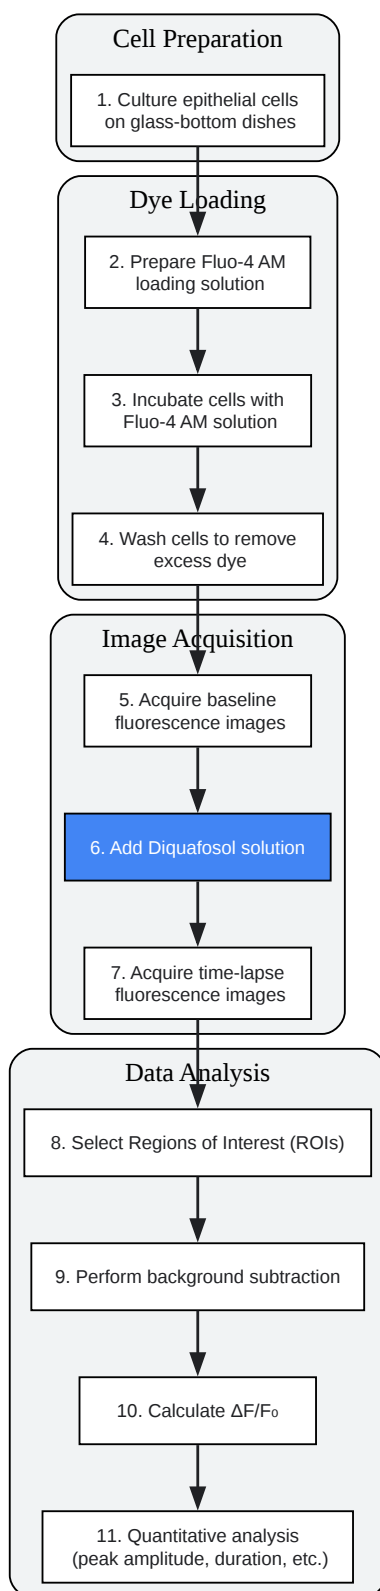 Cell Preparation
1. Culture epithelial cells
on glass-bottom dishes
Dye Loading
2. Prepare Fluo-4 AM
loading solution
3. Incubate cells with
Fluo-4 AM solution
4. Wash cells to remove
excess dye
Image Acquisition
5. Acquire baseline
fluorescence images
6. Add Diquafosol solution
7. Acquire time-lapse
fluorescence images
Data Analysis
8. Select Regions of Interest (ROIs)
9. Perform background subtraction
10. Calculate ΔF/F₀
11. Quantitative analysis
(peak amplitude, duration, etc.)